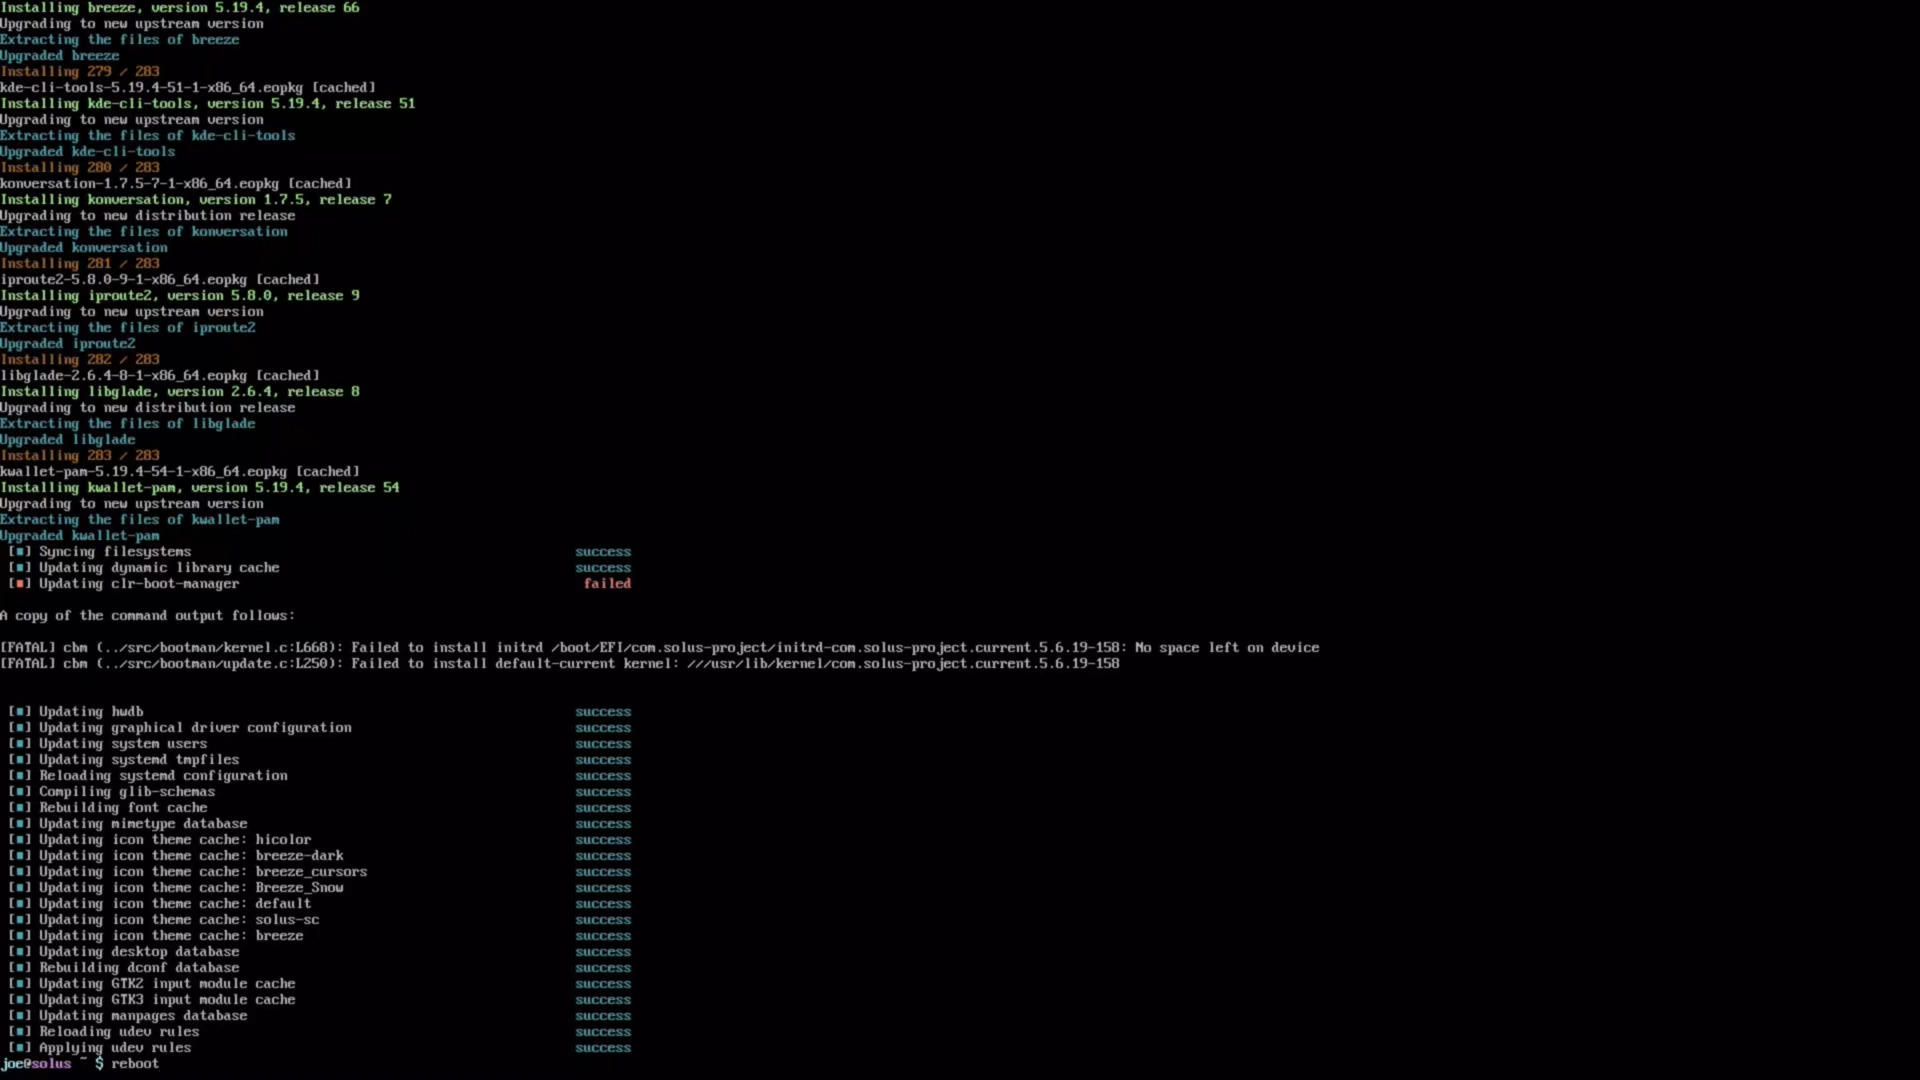 Installing breeze, version 5.19.4, release 66
Upgrading to new upstream version
Extracting the files of breeze
Upgraded breeze
Installing 279 / 283
kde-cli-tools-5.19.4-51-1-x86_64.eopkg [cached]
Installing kde-cli-tools, version 5.19.4, release 51
Upgrading to new upstream version
Extracting the files of kde-cli-tools
Upgraded kde-cli-tools
Installing 280 / 283
konversation-1.7.5-7-1-x86_64.eopkg [cached]
Installing konversation, version 1.7.5, release 7
Upgrading to new distribution release
Extracting the files of konversation
Upgraded konversation
Installing 281 / 283
iproute2-5.8.0-9-1-x86_64.eopkg [cached]
Installing iproute2, version 5.8.0, release 9
Upgrading to new upstream version
Extracting the files of iproute2
Upgraded iproute2
Installing 282 / 283
libglade-2.6.4-8-1-x86_64.eopkg [cached]
Installing libglade, version 2.6.4, release 8
Upgrading to new distribution release
Extracting the files of libglade
Upgraded libglade
Installing 283 / 283
kwallet-pam-5.19.4-54-1-x86_64.eopkg [cached]
Installing kwallet-pam, version 5.19.4, release 54
Upgrading to new upstream version
Extracting the files of kwallet-pam
Upgraded kwallet-pam
[■] Syncing filesystems success
[■] Updating dynamic library cache success
[■] Updating clr-boot-manager failed
A copy of the command output follows:
[FATAL] cbm (../src/bootman/kernel.c:L668): Failed to install initrd /boot/EFI/com.solus-project/initrd-com.solus-project.current.5.6.19-158: No space left on device
[FATAL] cbm (../src/bootman/update.c:L250): Failed to install default-current kernel: ///usr/lib/kernel/com.solus-project.current.5.6.19-158
[■] Updating hwdb success
[■] Updating graphical driver configuration success
[■] Updating system users success
[■] Updating systemd tmpfiles success
[■] Reloading systemd configuration success
[■] Compiling glib-schemas success
[■] Rebuilding font cache success
[■] Updating mimetype database success
[■] Updating icon theme cache: hicolor success
[■] Updating icon theme cache: breeze-dark success
[■] Updating icon theme cache: breeze_cursors success
[■] Updating icon theme cache: Breeze_Snow success
[■] Updating icon theme cache: default success
[■] Updating icon theme cache: solus-sc success
[■] Updating icon theme cache: breeze success
[■] Updating desktop database success
[■] Rebuilding dconf database success
[■] Updating GTK2 input module cache success
[■] Updating GTK3 input module cache success
[■] Updating manpages database success
[■] Reloading udev rules success
[■] Applying udev rules success
joe@solus ~ $ reboot